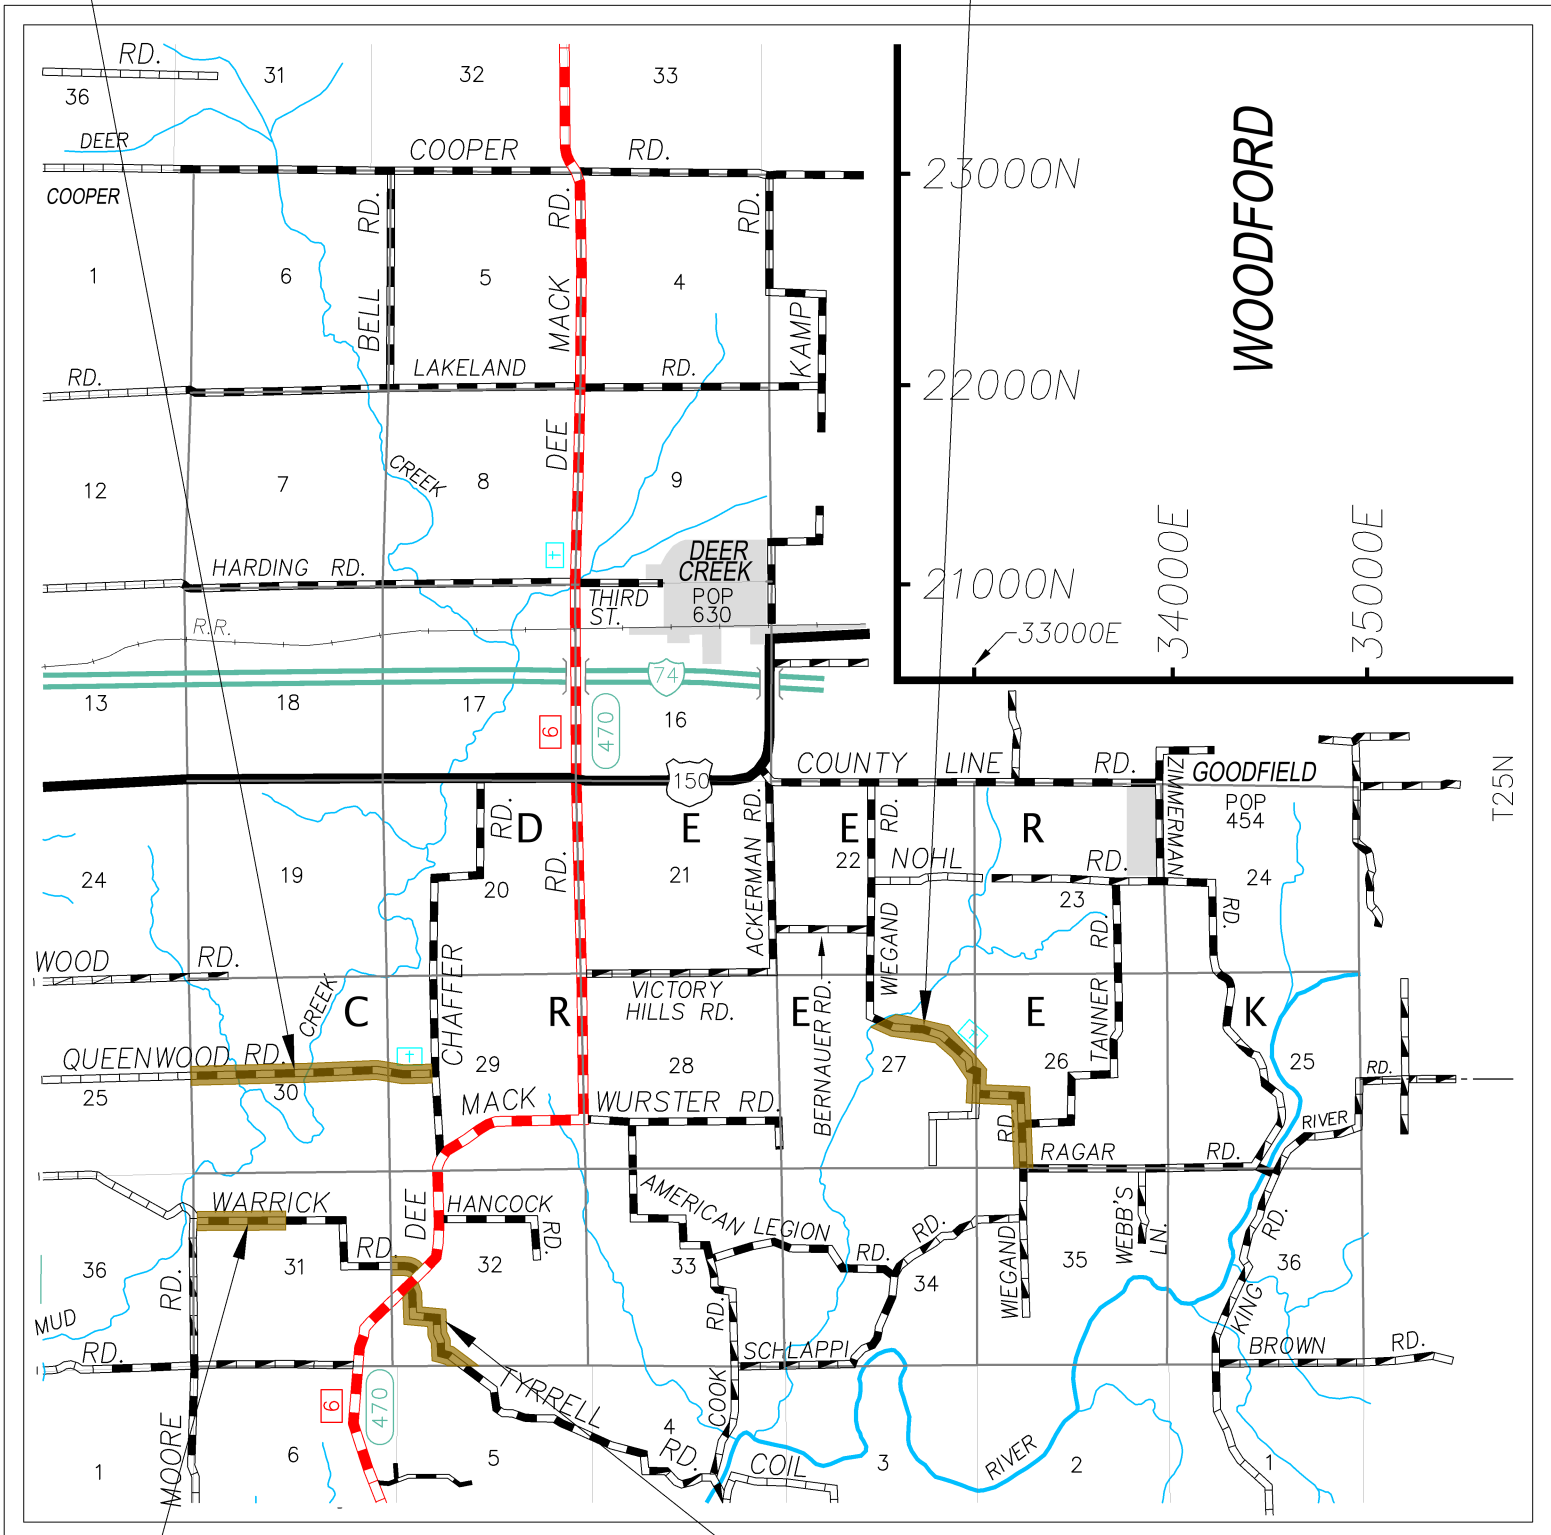 RD.
31
32
33
36
DEER
COOPER RD.
COOPER
23000N
WOODFORD
BELL RD.
DEE MACK RD.
KAMP RD.
1
6
5
4
RD.
LAKELAND RD.
22000N
12
7
CREEK
8
9
HARDING RD.
DEER
CREEK
POP
630
THIRD
ST.
R.R.
21000N
33000E
34000E
35000E
74
13
18
17
16
6
470
150
COUNTY LINE RD.
ZIMMERMAN RD.
GOODFIELD
POP
454
T25N
D E E R
RD.
RD.
ACKERMAN RD.
WIEGAND RD.
NOHL RD.
24
19
20
21
22
23
24
WOOD RD.
CHAFFER
VICTORY
HILLS RD.
BERNAUER RD.
TANNER RD.
CREEK
C R E E K
QUEENWOOD RD.
25
30
29
28
27
26
25
RD.
MACK
WURSTER RD.
RD.
RIVER
RAGAR RD.
WARRICK
RD.
DEE
HANCOCK
RD.
AMERICAN LEGION RD.
RD.
WIEGAND
WEBB'S
LN.
KING RD.
36
31
32
33
34
35
36
MUD
RD.
MOORE RD.
SCHLAPPI
BROWN RD.
COOK RD.
TYRRELL RD.
6
470
1
6
5
4
3
2
1
COIL
RIVER